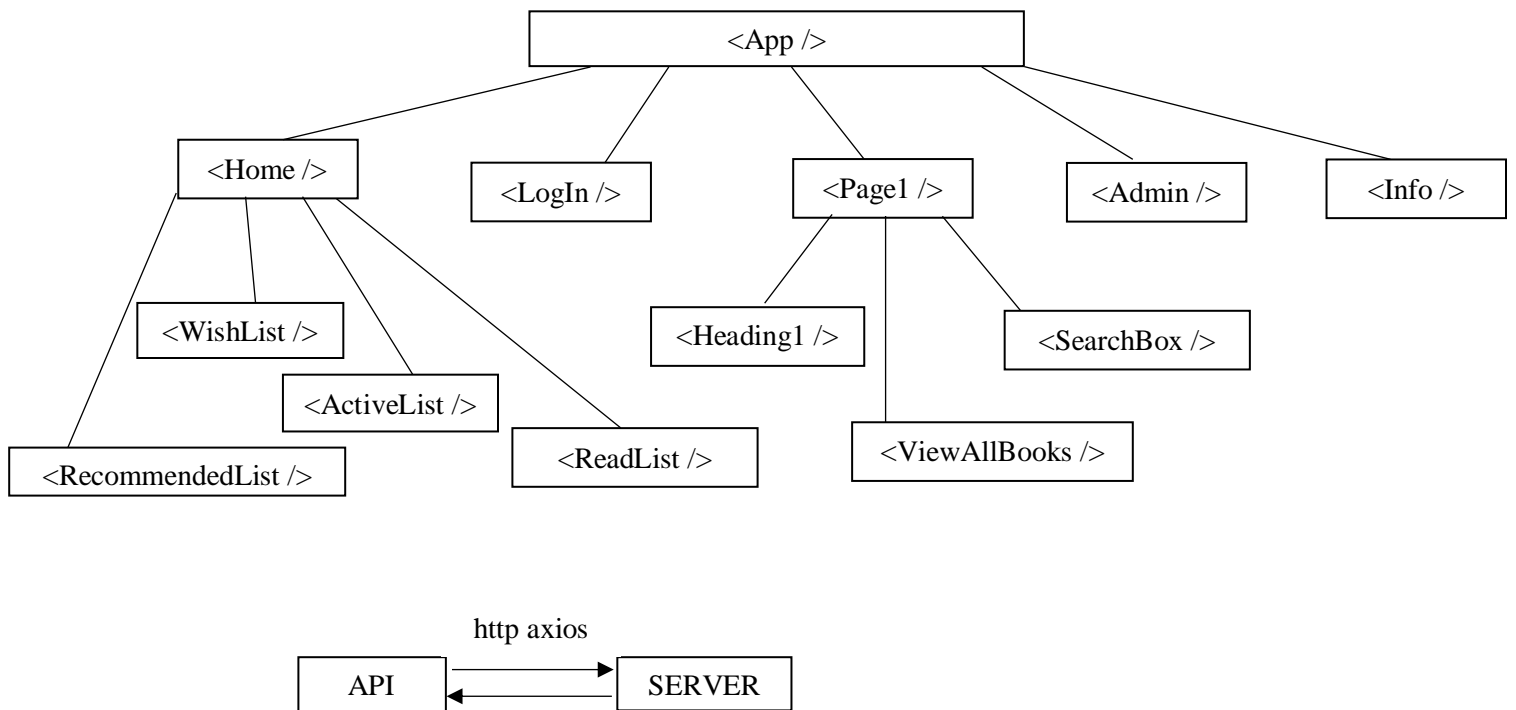 <App />
<Home />
<LogIn />
<Page1 />
<Admin />
<Info />
<WishList />
<Heading1 />
<SearchBox />
<ActiveList />
<RecommendedList />
<ReadList />
<ViewAllBooks />
http axios
API
SERVER